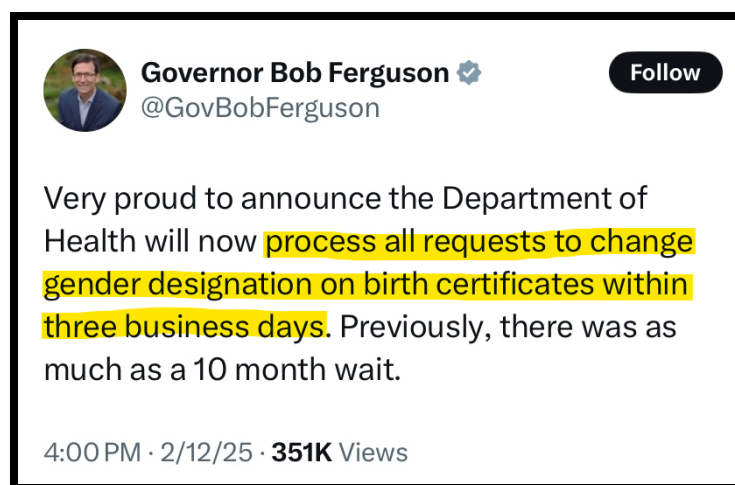 Governor Bob Ferguson
@GovBobFerguson
Follow
Very proud to announce the Department of
Health will now process all requests to change
gender designation on birth certificates within
three business days. Previously, there was as
much as a 10 month wait.
4:00 PM · 2/12/25 · 351K Views